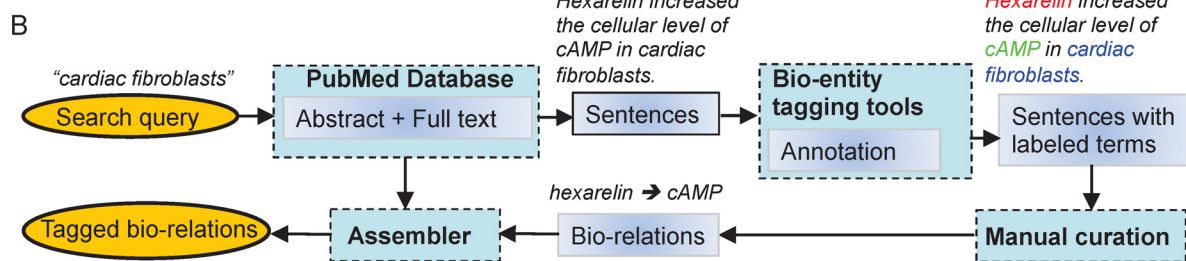 B
Hexarelin increased
the cellular level of
cAMP in cardiac
fibroblasts.
Hexarelin increased
the cellular level of
cAMP in cardiac
fibroblasts.
“cardiac fibroblasts”
Search query
PubMed Database
Abstract + Full text
Sentences
Bio-entity
tagging tools
Annotation
Sentences with
labeled terms
hexarelin ➔ cAMP
Tagged bio-relations
Assembler
Bio-relations
Manual curation